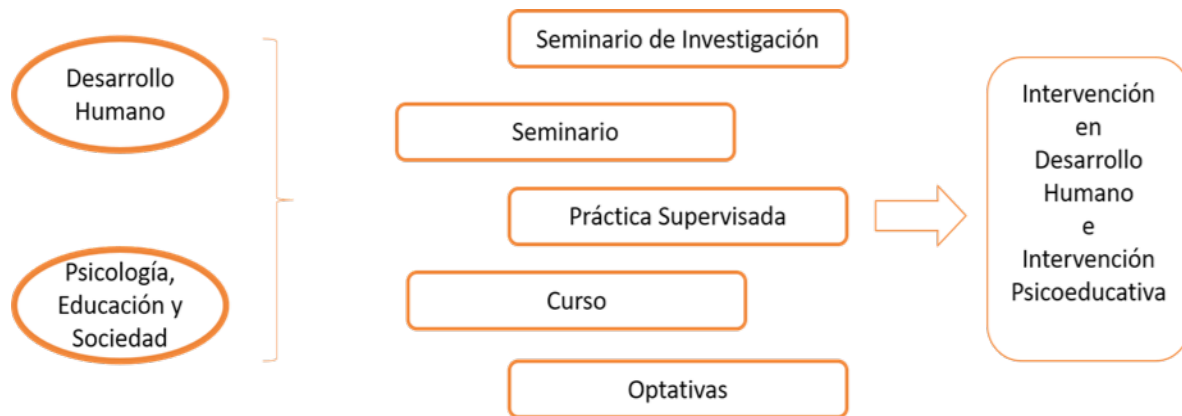 Desarrollo
Humano
Psicología,
Educación y
Sociedad
Seminario de Investigación
Seminario
Práctica Supervisada
Curso
Optativas
Intervención
en
Desarrollo
Humano
e
Intervención
Psicoeducativa